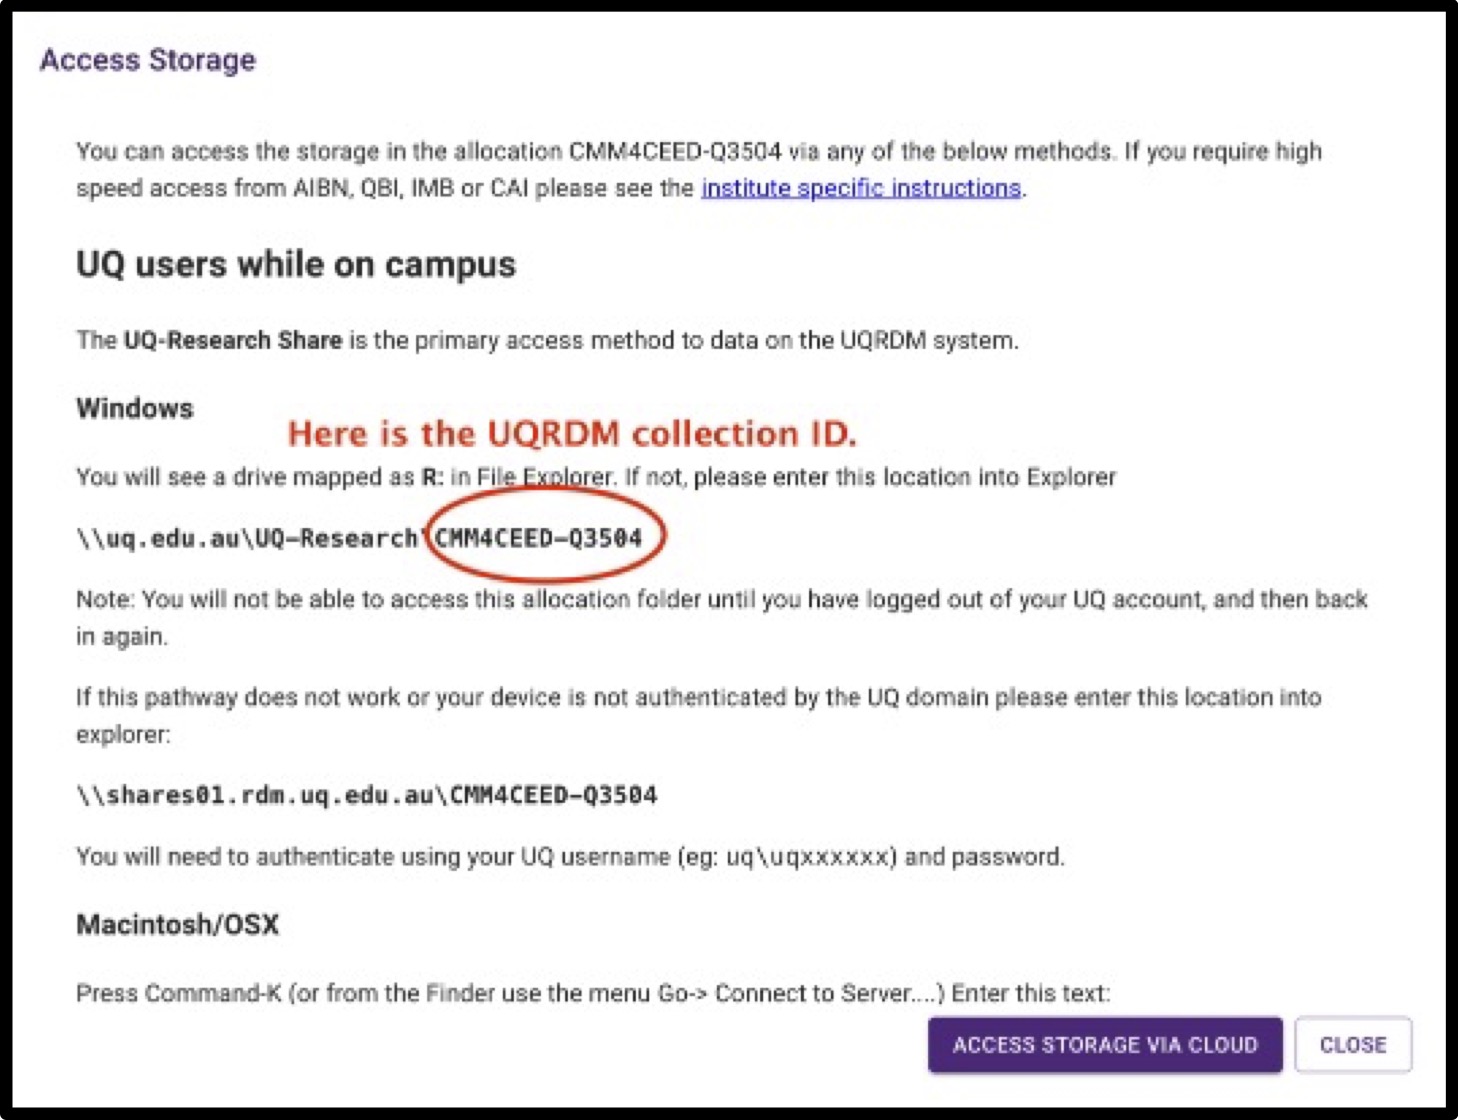 Access Storage
You can access the storage in the allocation CMM4CEED-Q3504 via any of the below methods. If you require high
speed access from AIBN, QBI, IMB or CAI please see the institute specific instructions.
UQ users while on campus
The UQ-Research Share is the primary access method to data on the UQRDM system.
Windows
Here is the UQRDM collection ID.
You will see a drive mapped as R: in File Explorer. If not, please enter this location into Explorer
\\uq.edu.au\UQ-Research\CMM4CEED-Q3504
Note: You will not be able to access this allocation folder until you have logged out of your UQ account, and then back
in again.
If this pathway does not work or your device is not authenticated by the UQ domain please enter this location into
explorer:
\\shares01.rdm.uq.edu.au\CMM4CEED-Q3504
You will need to authenticate using your UQ username (eg: uq\uqxxxxxx) and password.
Macintosh/OSX
Press Command-K (or from the Finder use the menu Go-> Connect to Server....) Enter this text:
ACCESS STORAGE VIA CLOUD CLOSE